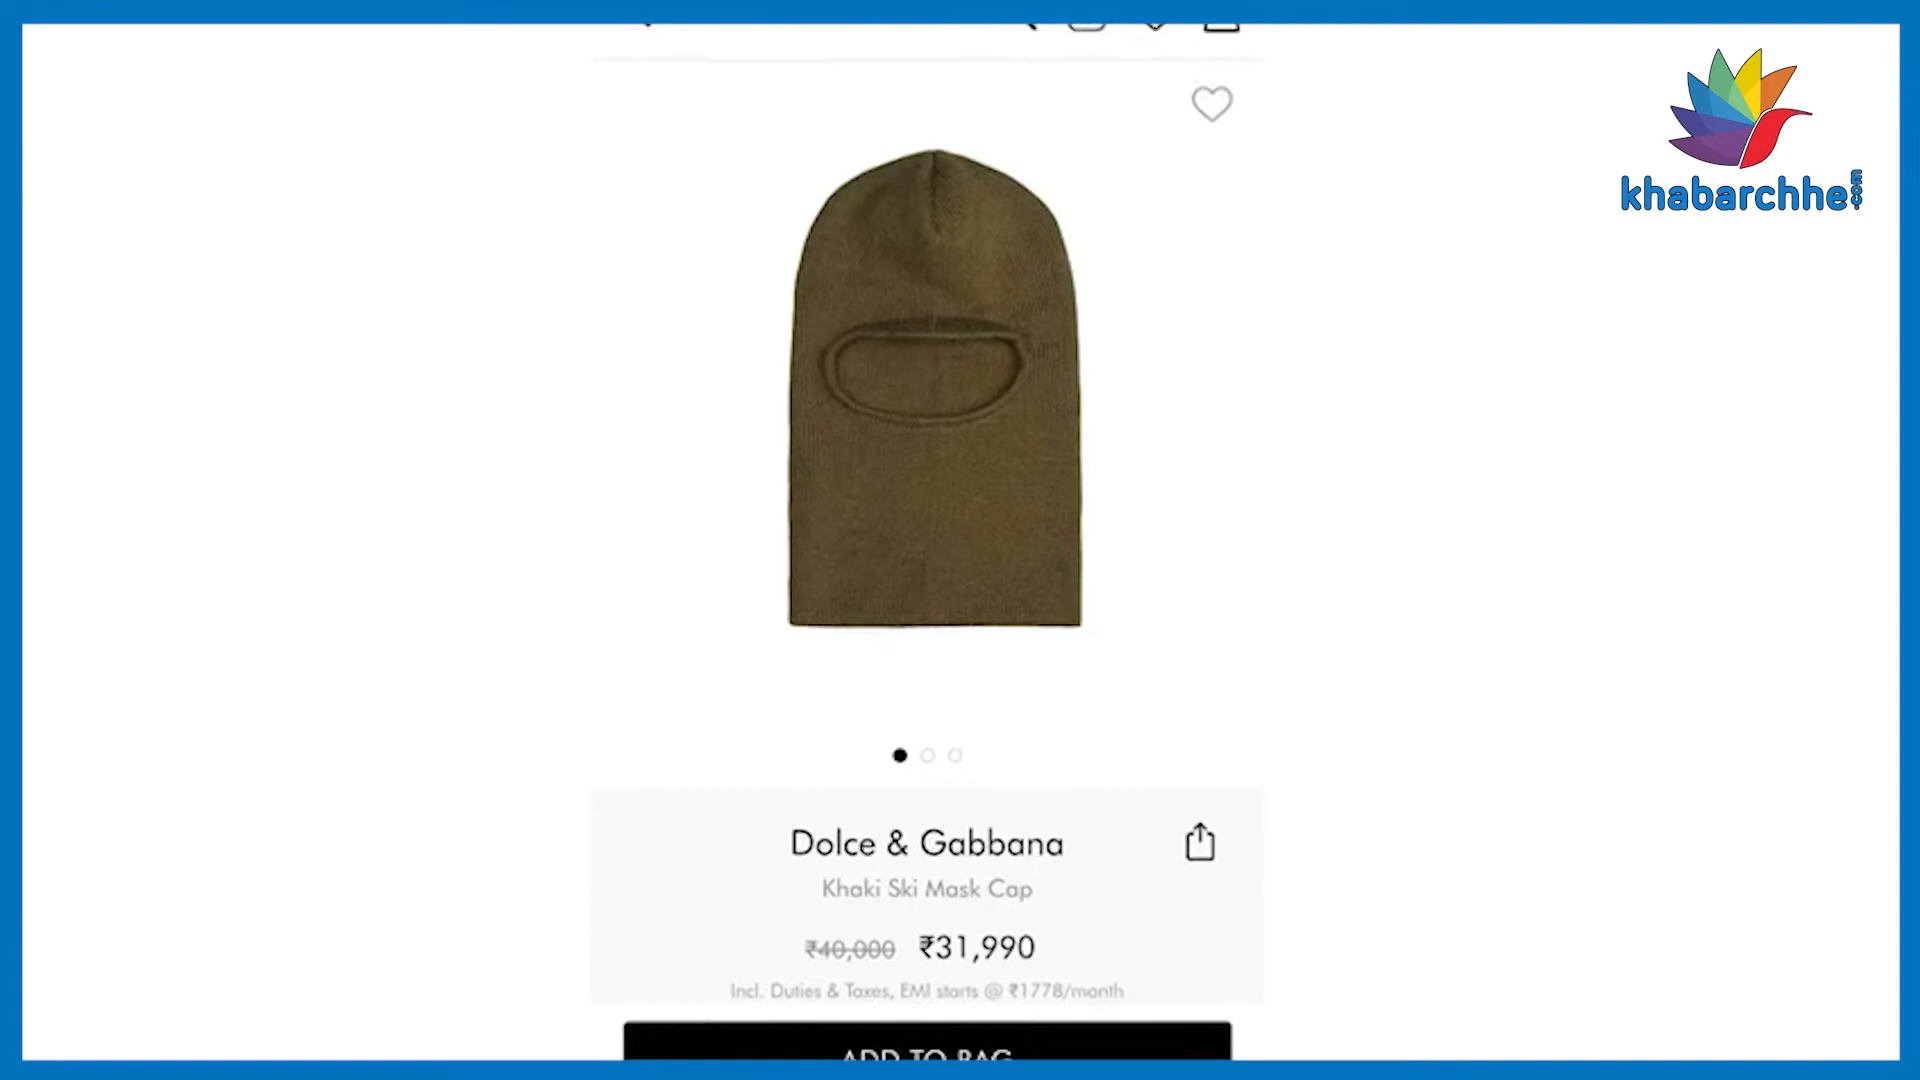 khabarchhe.com
Dolce & Gabbana
Khaki Ski Mask Cap
₹40,000 ₹31,990
Incl. Duties & Taxes, EMI starts @ ₹1778/month
ADD TO BAG